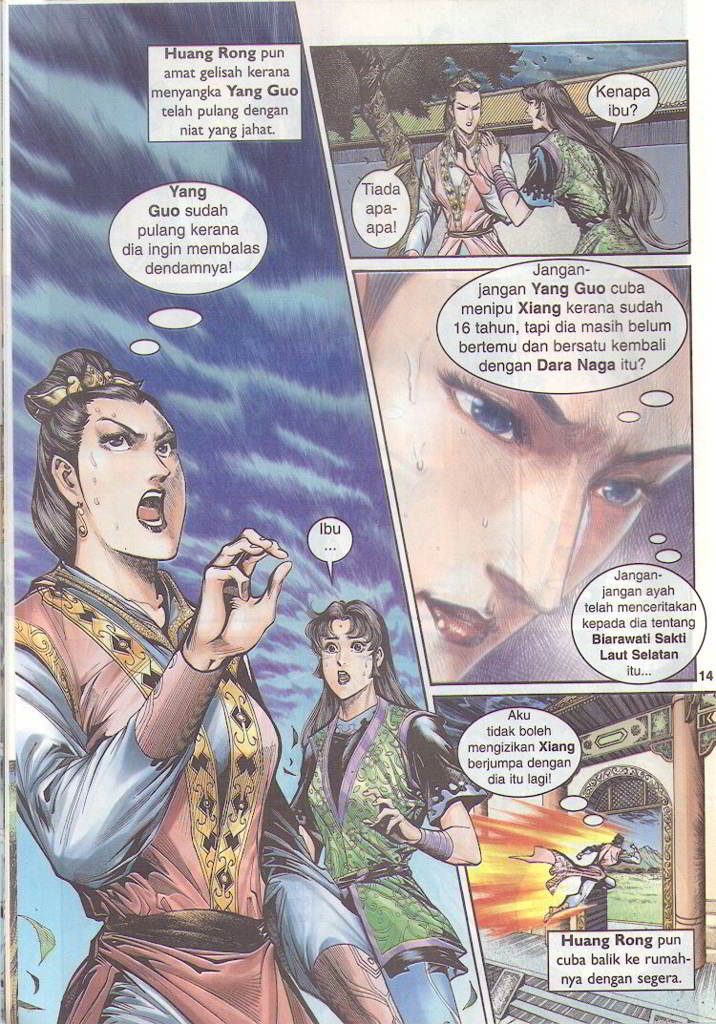 Huang Rong pun
amat gelisah kerana
menyangka Yang Guo
telah pulang dengan
niat yang jahat.
Yang
Guo sudah
pulang kerana
dia ingin membalas
dendamnya!
Ibu
...
Kenapa
ibu?
Tiada
apa-
apa!
Jangan-
jangan Yang Guo cuba
menipu Xiang kerana sudah
16 tahun, tapi dia masih belum
bertemu dan bersatu kembali
dengan Dara Naga itu?
Jangan-
jangan ayah
telah menceritakan
kepada dia tentang
Biarawati Sakti
Laut Selatan
itu...
14
Aku
tidak boleh
mengizikan Xiang
berjumpa dengan
dia itu lagi!
Huang Rong pun
cuba balik ke rumah-
nya dengan segera.